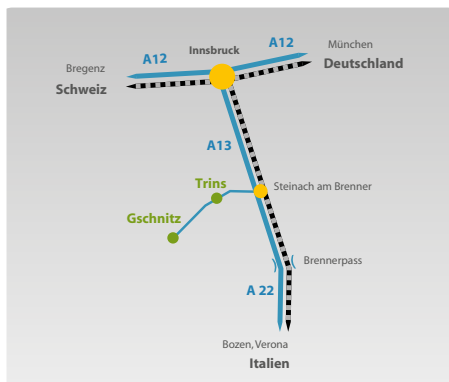 Innsbruck
A12
München
Deutschland
A12
Bregenz
Schweiz
A13
Trins
Steinach am Brenner
Gschnitz
Brennerpass
A 22
Bozen, Verona
Italien